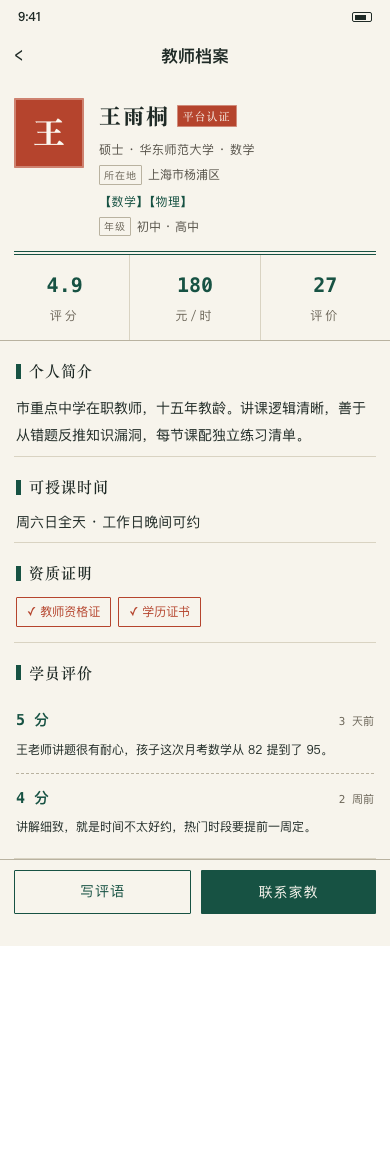 9:41
教师档案
王
王雨桐 平台认证
硕士 · 华东师范大学 · 数学
所在地 上海市杨浦区
【数学】【物理】
年级 初中 · 高中
4.9 180 27
评分 元/时 评价
个人简介
市重点中学在职教师，十五年教龄。讲课逻辑清晰，善于
从错题反推知识漏洞，每节课配独立练习清单。
可授课时间
周六日全天 · 工作日晚间可约
资质证明
✓ 教师资格证 ✓ 学历证书
学员评价
5 分 3 天前
王老师讲题很有耐心，孩子这次月考数学从 82 提到了 95。
4 分 2 周前
讲解细致，就是时间不太好约，热门时段要提前一周定。
写评语 联系家教